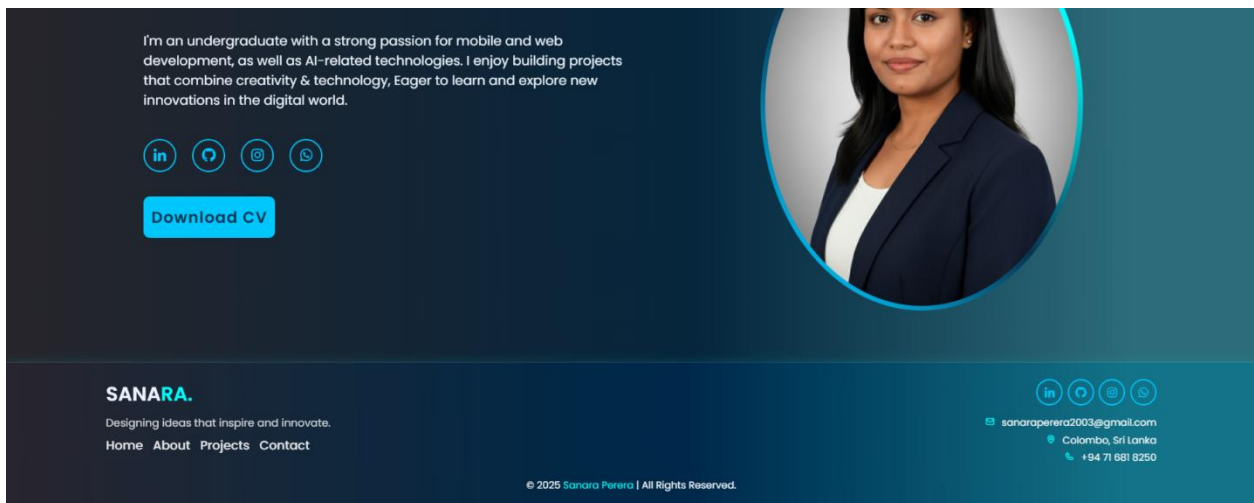 I'm an undergraduate with a strong passion for mobile and web
development, as well as AI-related technologies. I enjoy building projects
that combine creativity & technology, Eager to learn and explore new
innovations in the digital world.
in
Download CV
SANARA.
Designing ideas that inspire and innovate.
Home About Projects Contact
in
sanaraperera2003@gmail.com
Colombo, Sri Lanka
+94 71 681 8250
© 2025 Sanara Perera | All Rights Reserved.